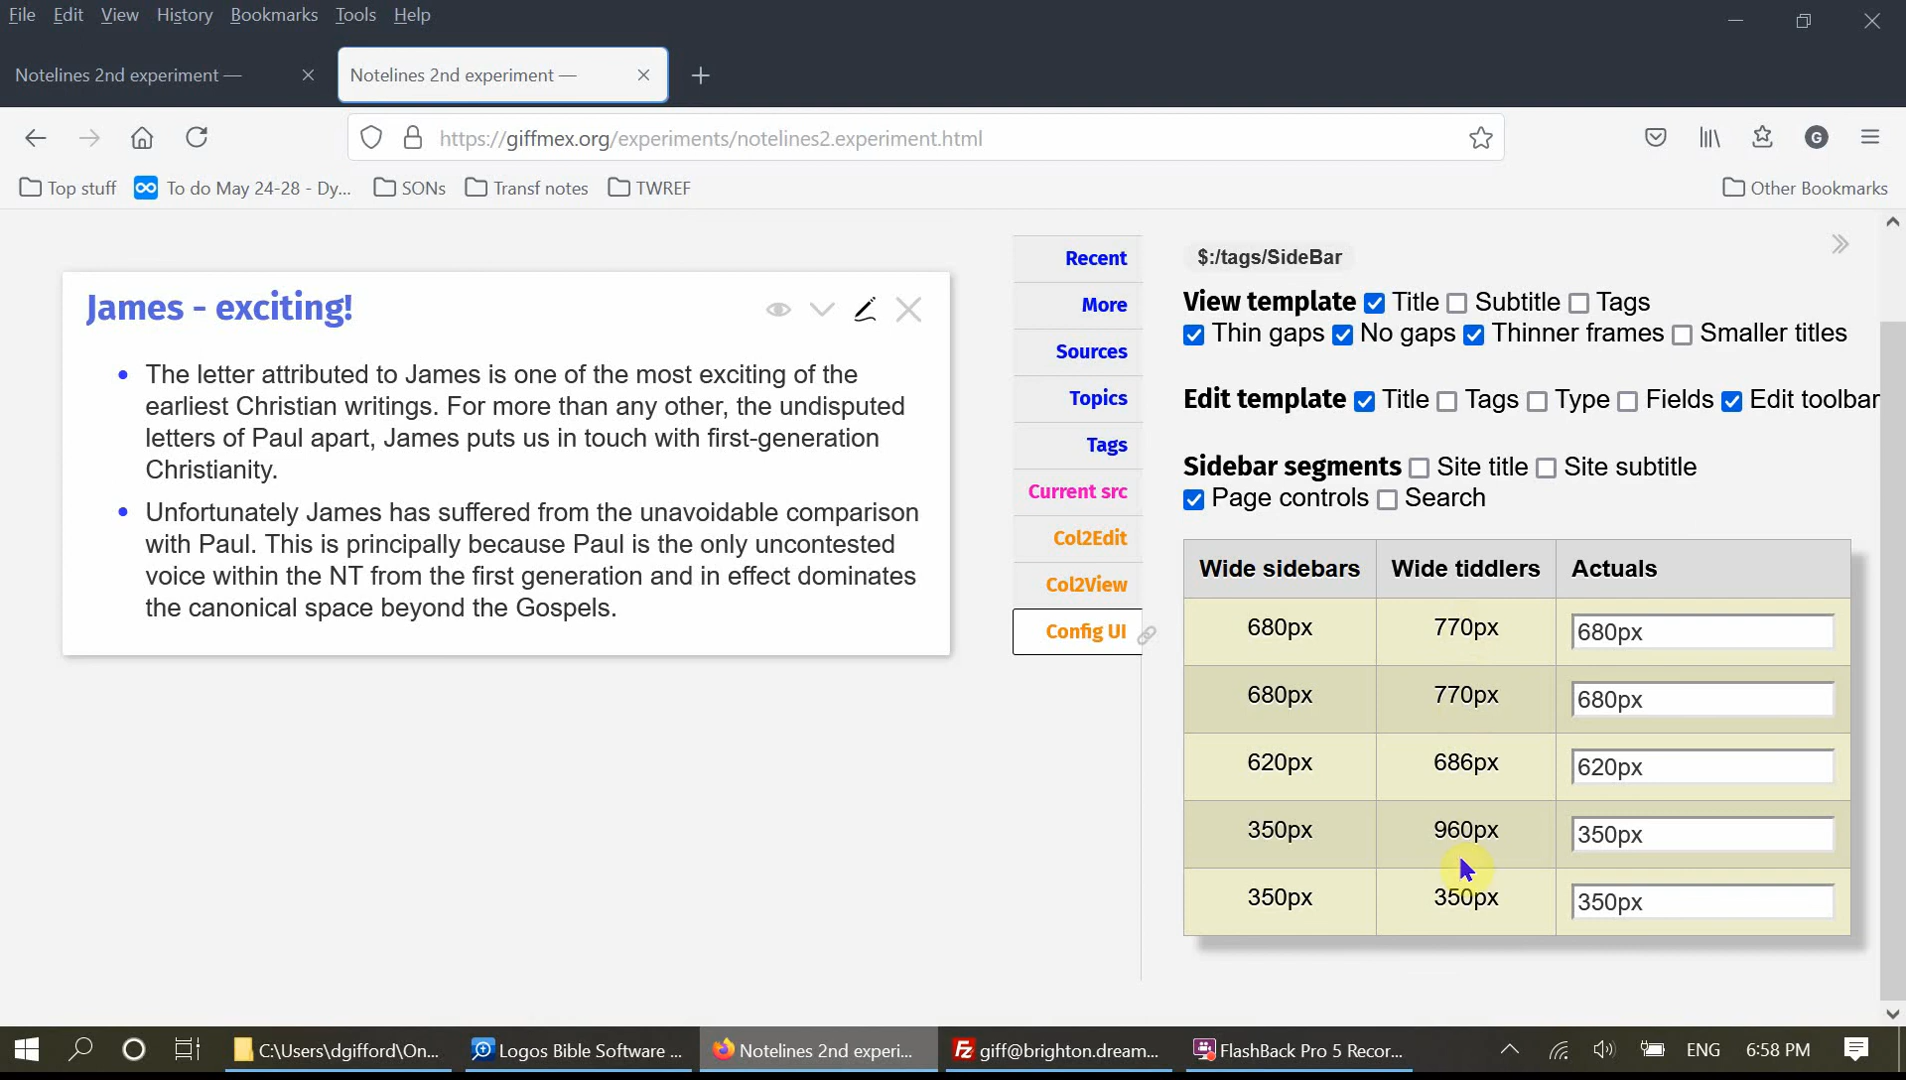 File Edit View History Bookmarks Tools Help
Notelines 2nd experiment —
Notelines 2nd experiment —
https://giffmex.org/experiments/notelines2.experiment.html
G
Top stuff To do May 24-28 - Dy... SONs Transf notes TWREF Other Bookmarks
James - exciting!
The letter attributed to James is one of the most exciting of the
earliest Christian writings. For more than any other, the undisputed
letters of Paul apart, James puts us in touch with first-generation
Christianity.
Unfortunately James has suffered from the unavoidable comparison
with Paul. This is principally because Paul is the only uncontested
voice within the NT from the first generation and in effect dominates
the canonical space beyond the Gospels.
Recent
More
Sources
Topics
Tags
Current src
Col2Edit
Col2View
Config UI
$:/tags/SideBar
View template Title Subtitle Tags
Thin gaps No gaps Thinner frames Smaller titles
Edit template Title Tags Type Fields Edit toolbar
Sidebar segments Site title Site subtitle
Page controls Search
Wide sidebars Wide tiddlers Actuals
680px 770px 680px
680px 770px 680px
620px 686px 620px
350px 960px 350px
350px 350px 350px
C:\Users\dgifford\On... Logos Bible Software ... Notelines 2nd experi... Fz giff@brighton.dream... FlashBack Pro 5 Recor... ENG 6:58 PM